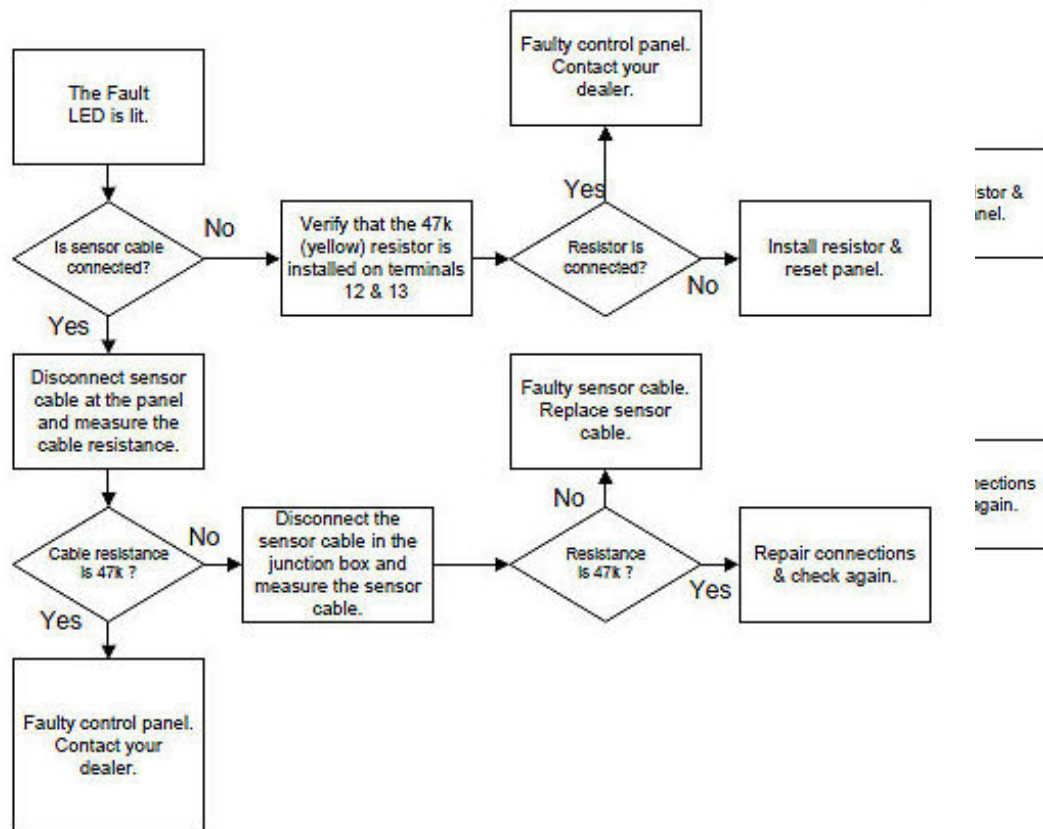 The Fault
LED is lit.
Is sensor cable
connected?
No
Verify that the 47k
(yellow) resistor is
installed on terminals
12 & 13
Resistor is
connected?
Yes
Faulty control panel.
Contact your
dealer.
No
Install resistor &
reset panel.
Yes
Disconnect sensor
cable at the panel
and measure the
cable resistance.
Cable resistance
is 47k ?
No
Disconnect the
sensor cable in the
junction box and
measure the sensor
cable.
Resistance
is 47k ?
No
Faulty sensor cable.
Replace sensor
cable.
Yes
Repair connections
& check again.
Yes
Faulty control panel.
Contact your
dealer.
istor &
nel.
nections
gain.